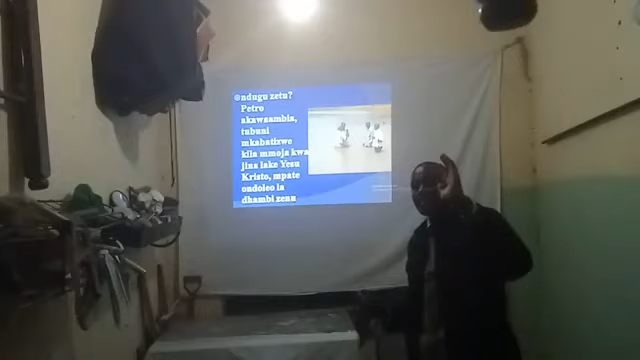 ndugu zetu?
Petro
akawaambia,
tubuni
mkabatizwe
kila mmoja kwa
jina lake Yesu
Kristo, mpate
ondoleo la
dhambi zenu